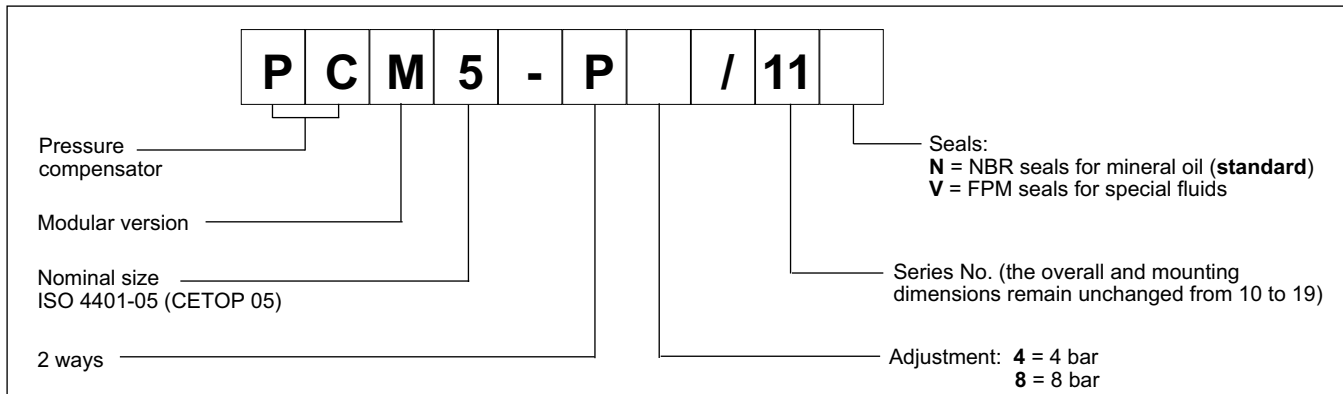 PCM5-P /11
Pressure
compensator
Modular version
Nominal size
ISO 4401-05 (CETOP 05)
2 ways
Seals:
N = NBR seals for mineral oil (standard)
V = FPM seals for special fluids
Series No. (the overall and mounting
dimensions remain unchanged from 10 to 19)
Adjustment: 4 = 4 bar
8 = 8 bar